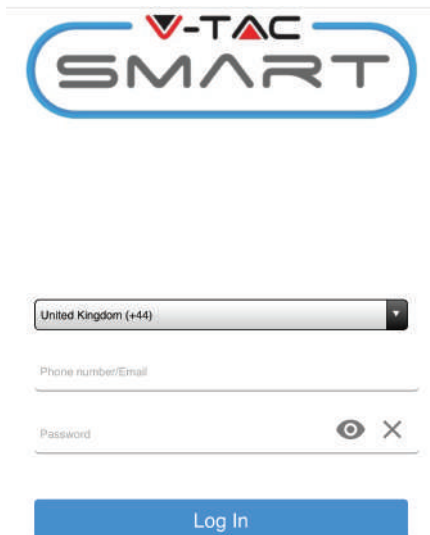 V-TAC
SMART
United Kingdom (+44)
Phone number/Email
Password
Log In